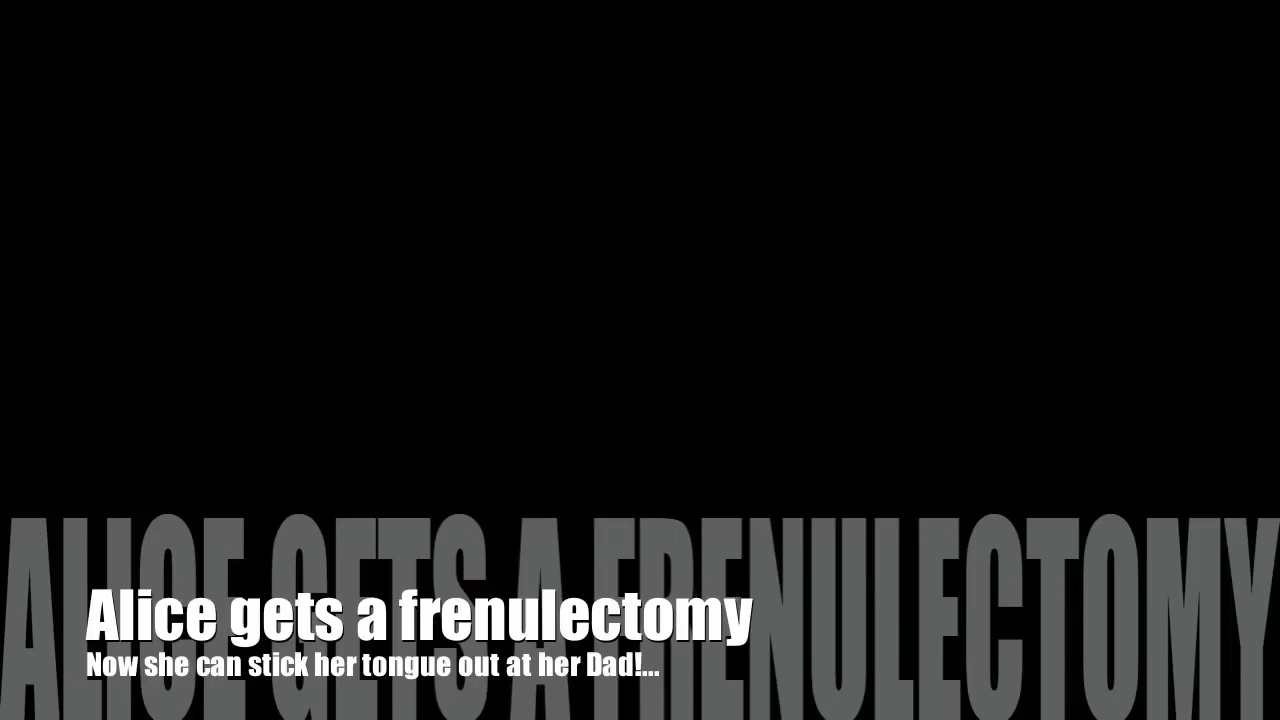 ALICE GETS A FRENULECTOMY
Alice gets a frenulectomy
Now she can stick her tongue out at her Dad!...